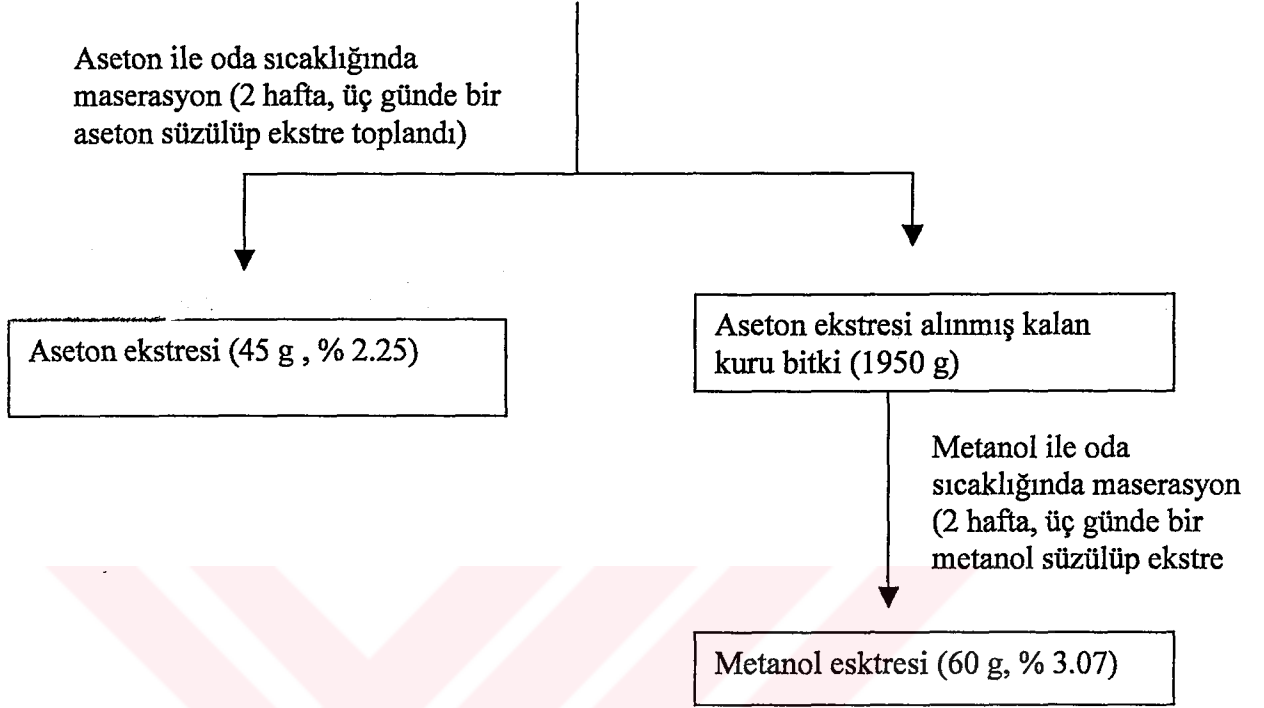 Aseton ile oda sıcaklığında
maserasyon (2 hafta, üç günde bir
aseton süzülüp ekstre toplandı)
Aseton ekstresi (45 g , % 2.25)
Aseton ekstresi alınmış kalan
kuru bitki (1950 g)
Metanol ile oda
sıcaklığında maserasyon
(2 hafta, üç günde bir
metanol süzülüp ekstre
Metanol esktresi (60 g, % 3.07)